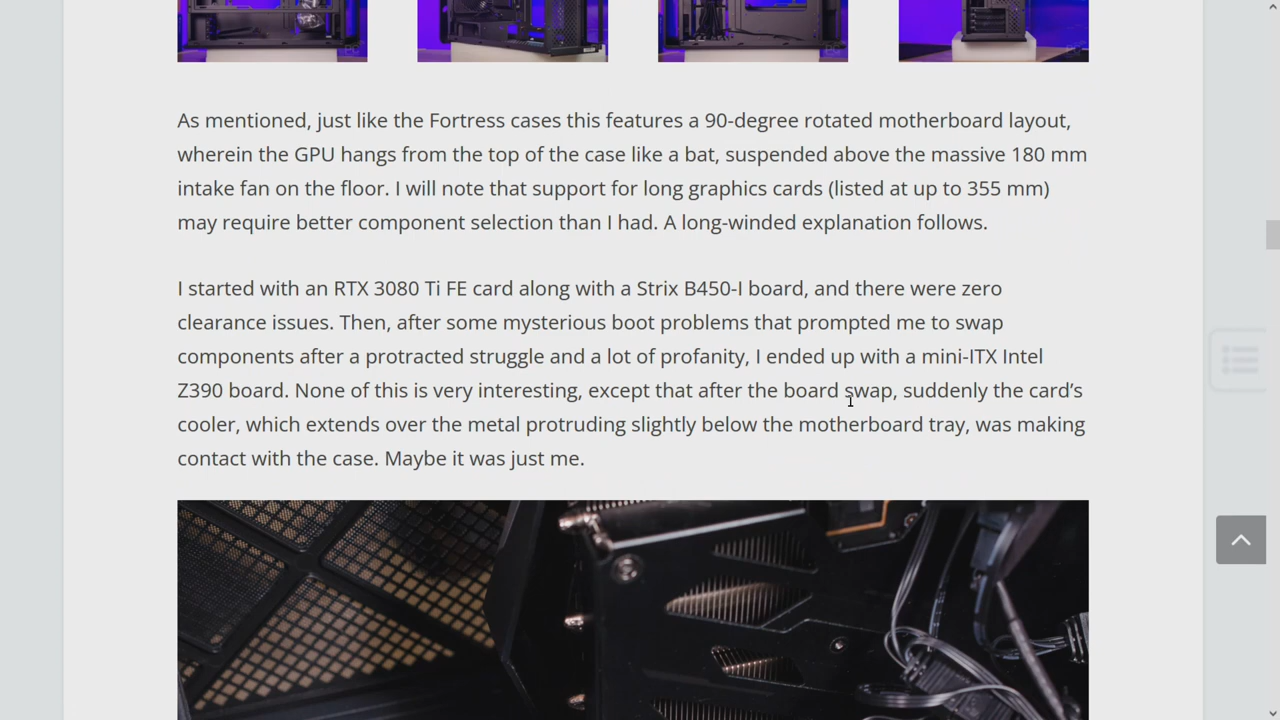 As mentioned, just like the Fortress cases this features a 90-degree rotated motherboard layout,
wherein the GPU hangs from the top of the case like a bat, suspended above the massive 180 mm
intake fan on the floor. I will note that support for long graphics cards (listed at up to 355 mm)
may require better component selection than I had. A long-winded explanation follows.
I started with an RTX 3080 Ti FE card along with a Strix B450-I board, and there were zero
clearance issues. Then, after some mysterious boot problems that prompted me to swap
components after a protracted struggle and a lot of profanity, I ended up with a mini-ITX Intel
Z390 board. None of this is very interesting, except that after the board swap, suddenly the card’s
cooler, which extends over the metal protruding slightly below the motherboard tray, was making
contact with the case. Maybe it was just me.